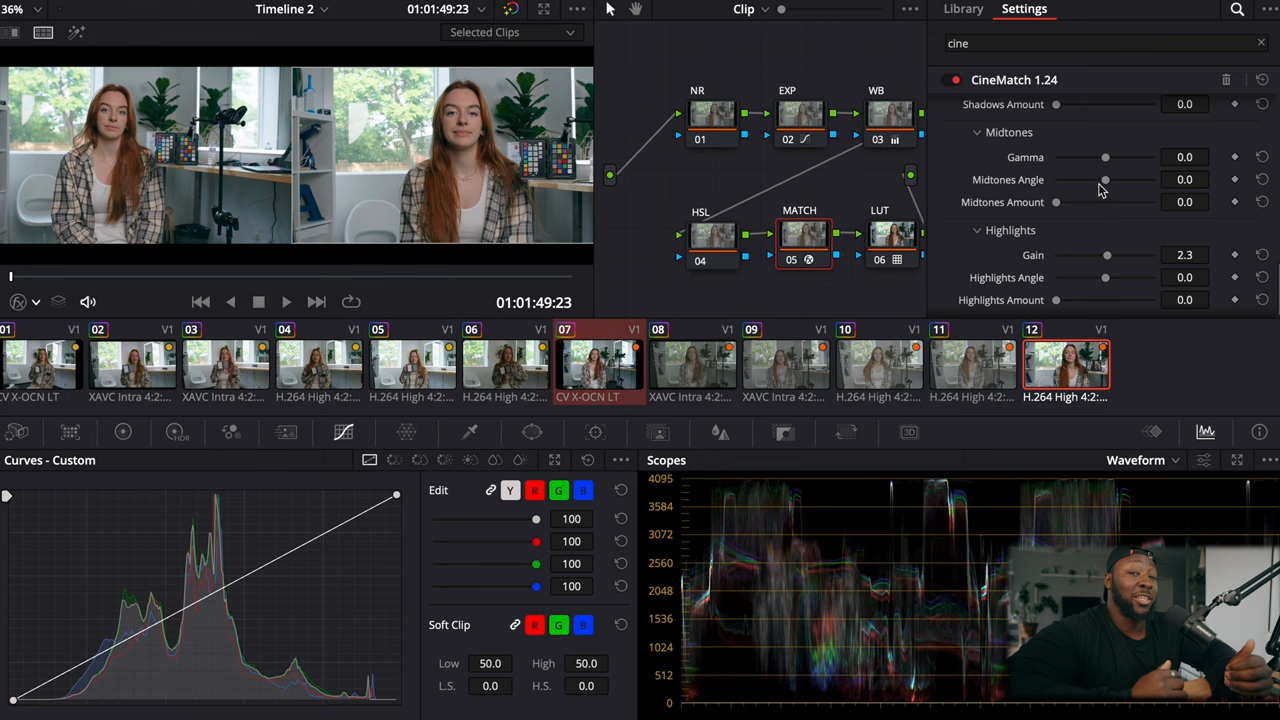 36%
Timeline 2
01:01:49:23
Clip
Library
Settings
Selected Clips
cine
CineMatch 1.24
Shadows Amount 0.0
Midtones
Gamma 0.0
Midtones Angle 0.0
Midtones Amount 0.0
Highlights
Gain 2.3
Highlights Angle 0.0
Highlights Amount 0.0
NR
EXP
WB
01
02
03
HSL
MATCH
LUT
04
05
06
01:01:49:23
01 V1
02 V1
03 V1
04 V1
05 V1
06 V1
07 V1
08 V1
09 V1
10 V1
11 V1
12 V1
CV X-OCN LT
XAVC Intra 4:2:...
XAVC Intra 4:2:...
H.264 High 4:2:...
H.264 High 4:2:...
H.264 High 4:2:...
CV X-OCN LT
XAVC Intra 4:2:...
XAVC Intra 4:2:...
H.264 High 4:2:...
H.264 High 4:2:...
H.264 High 4:2:...
HDR
3D
Curves - Custom
Edit Y R G B
100
100
100
100
Soft Clip R G B
Low 50.0 High 50.0
L.S. 0.0 H.S. 0.0
Scopes
Waveform
4095
3584
3072
2560
2048
1536
1024
512
0